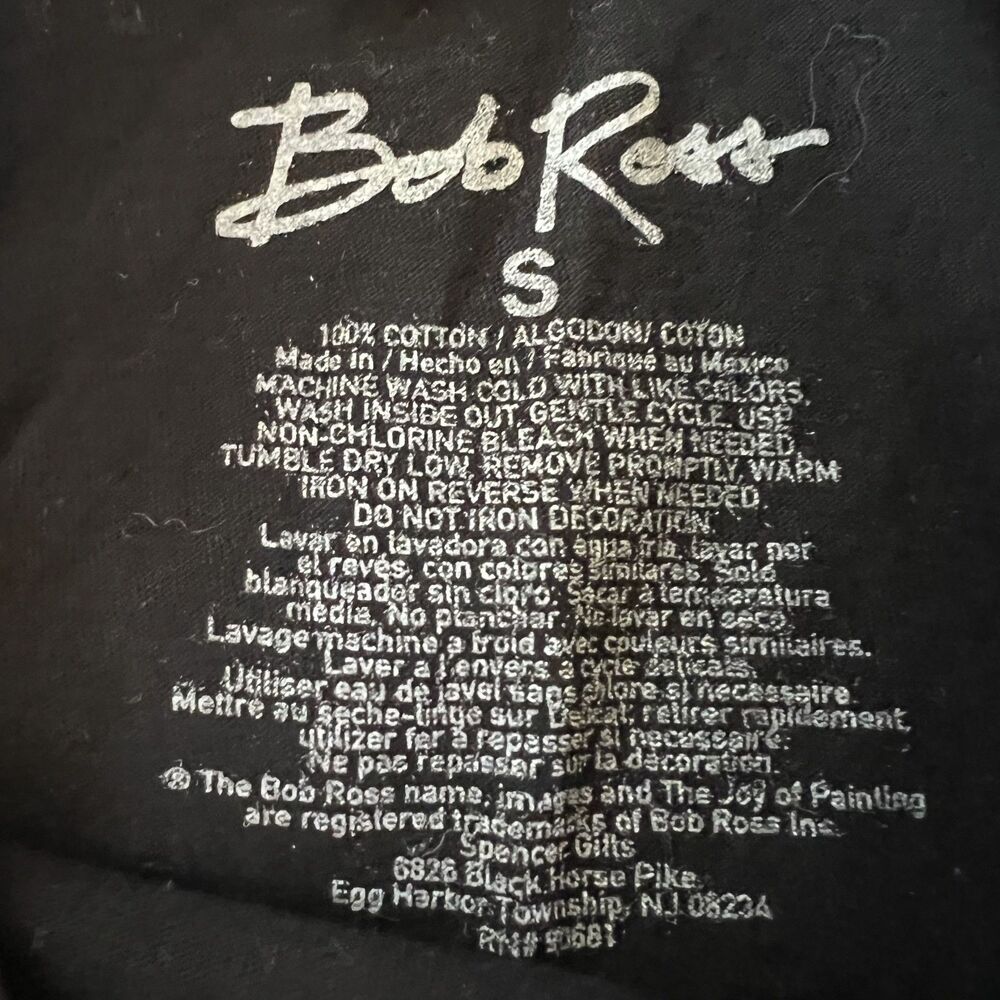 Bob Ross
S
100% COTTON / ALGODON/ COTON
Made in / Hecho en / Fabriqué au Mexico
MACHINE WASH COLD WITH LIKE COLORS,
WASH INSIDE OUT, GENTLE CYCLE. USE
NON-CHLORINE BLEACH WHEN NEEDED,
TUMBLE DRY LOW, REMOVE PROMPTLY, WARM
IRON ON REVERSE WHEN NEEDED
DO NOT IRON DECORATION.
Lavar en lavadora con agua fria, lavar por
el revés, con colores similares. Solo
blanqueador sin cloro. Secar a temperatura
media. No planchar. No lavar en seco.
Lavage machine a froid avec couleurs similaires.
Laver a l'envers a cycle delicats.
Utiliser eau de javel sans chlore si necessaire.
Mettre au seche-linge sur Delicat, retirer rapidement,
utilizer fer à repasser si necessaire.
Ne pas repasser sur la decoration.
® The Bob Ross name, images and The Joy of Painting
are registered trademarks of Bob Ross Inc.
Spencer Gifts
6826 Black Horse Pike
Egg Harbor Township, NJ 08234
RN# 90681